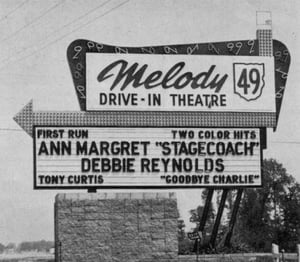 Melody
49
DRIVE-IN THEATRE
FIRST RUN TWO COLOR HITS
ANN MARGRET "STAGECOACH"
DEBBIE REYNOLDS
TONY CURTIS "GOODBYE CHARLIE"